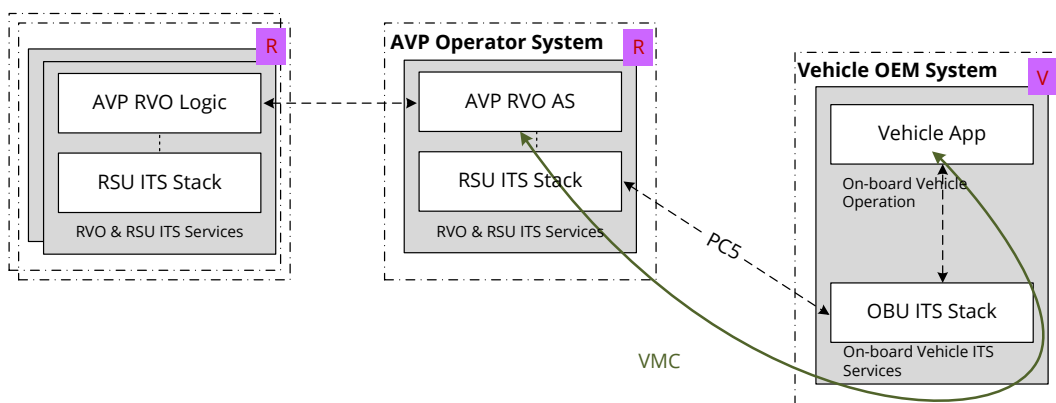 R
AVP RVO Logic
RSU ITS Stack
RVO & RSU ITS Services
AVP Operator System
R
AVP RVO AS
RSU ITS Stack
RVO & RSU ITS Services
PC5
VMC
Vehicle OEM System
V
Vehicle App
On-board Vehicle
Operation
OBU ITS Stack
On-board Vehicle ITS
Services